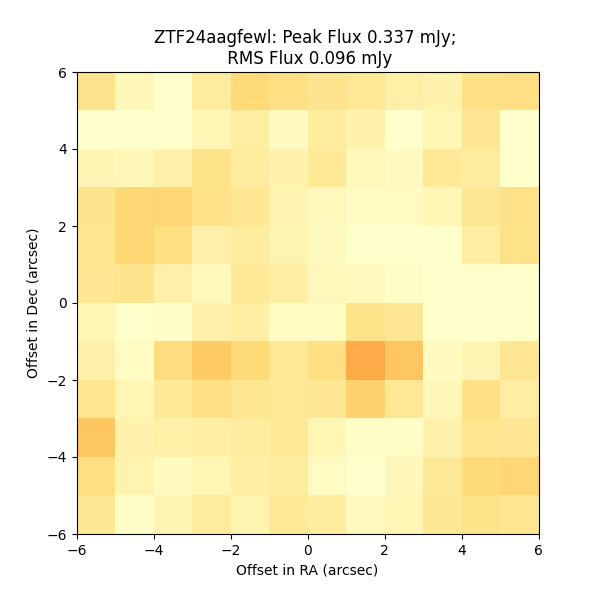 ZTF24aagfewl: Peak Flux 0.337 mJy;
RMS Flux 0.096 mJy
6
4
2
0
−2
−4
−6
Offset in Dec (arcsec)
−6 −4 −2 0 2 4 6
Offset in RA (arcsec)